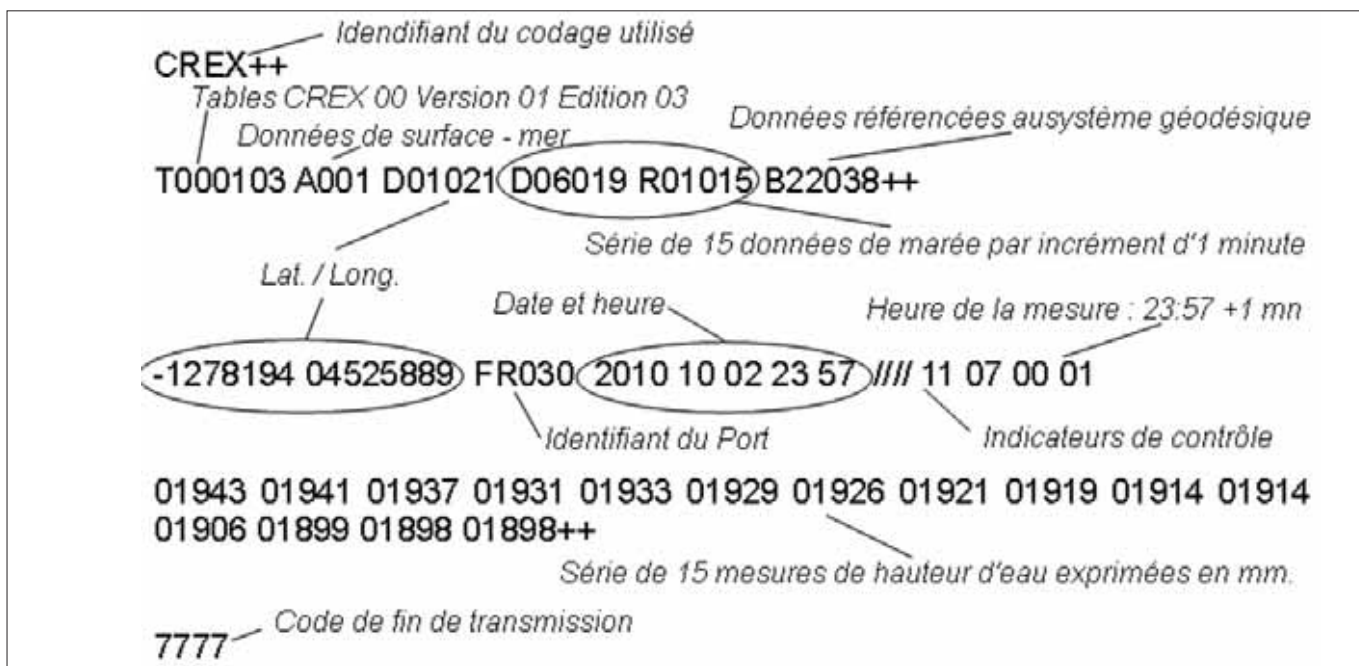 Idendifiant du codage utilisé
CREX++
Tables CREX 00 Version 01 Edition 03
Données de surface - mer
Données référencées ausystème géodésique
T000103 A001 D01021 D06019 R01015 B22038++
Série de 15 données de marée par incrément d'1 minute
Lat. / Long.
Date et heure
Heure de la mesure : 23:57 +1 mn
-1278194 04525889 FR030 2010 10 02 23 57 //// 11 07 00 01
Identifiant du Port
Indicateurs de contrôle
01943 01941 01937 01931 01933 01929 01926 01921 01919 01914 01914
01906 01899 01898 01898++
Série de 15 mesures de hauteur d'eau exprimées en mm.
Code de fin de transmission
7777